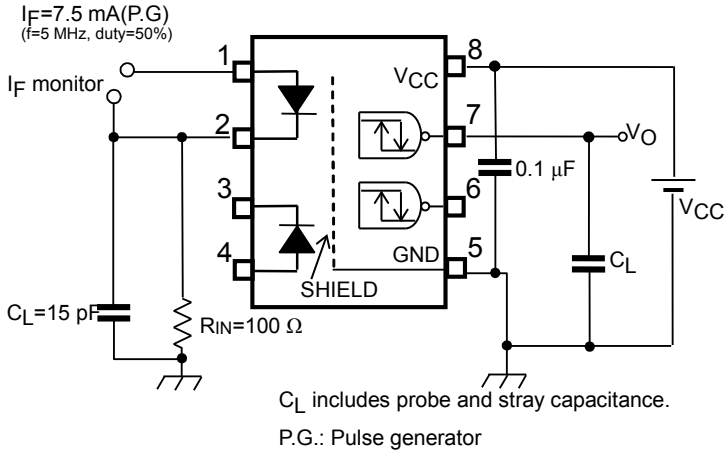 IF=7.5 mA(P.G)
(f=5 MHz, duty=50%)
IF monitor
1
2
3
4
8
7
6
5
VCC
GND
SHIELD
VO
0.1 μF
VCC
CL
CL=15 pF
RIN=100 Ω
CL includes probe and stray capacitance.
P.G.: Pulse generator